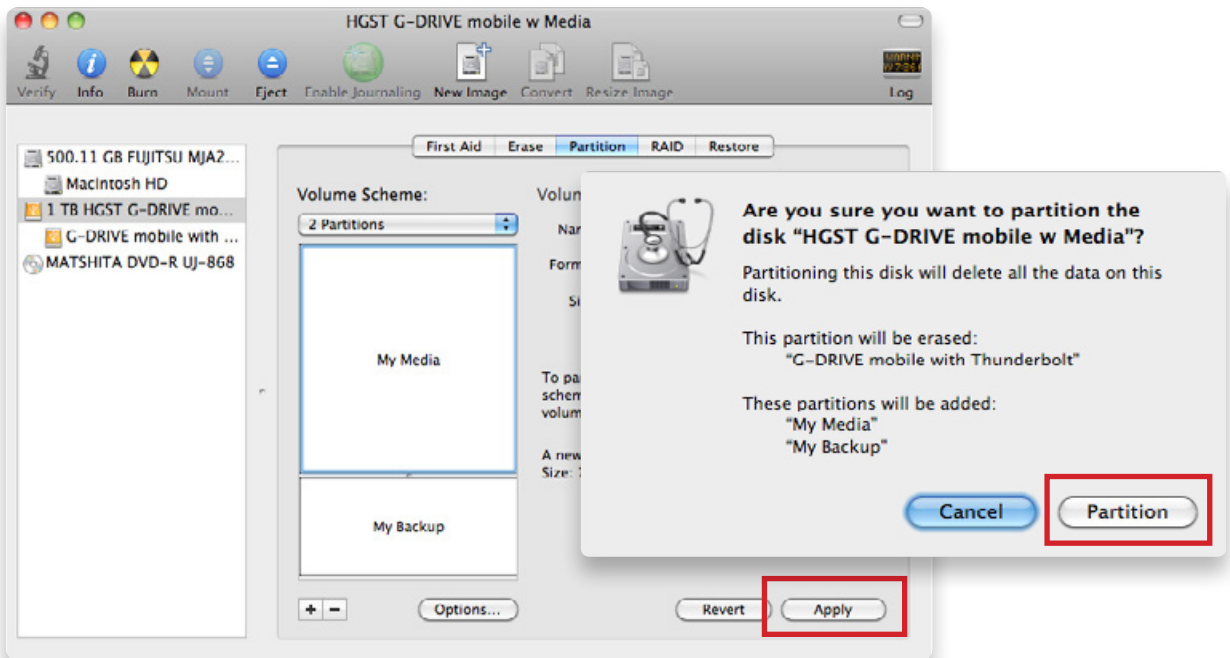 HGST G-DRIVE mobile w Media
Verify Info Burn Mount Eject Enable Journaling New Image Convert Resize Image Log
500.11 GB FUJITSU MJA2...
Macintosh HD
1 TB HGST G-DRIVE mo...
G-DRIVE mobile with ...
MATSHITA DVD-R UJ-868
First Aid Erase Partition RAID Restore
Volume Scheme:
2 Partitions
My Media
My Backup
Options...
Revert Apply
To
A new
Size:
Are you sure you want to partition the
disk “HGST G-DRIVE mobile w Media”?
Partitioning this disk will delete all the data on this
disk.
This partition will be erased:
“G-DRIVE mobile with Thunderbolt”
These partitions will be added:
“My Media”
“My Backup”
Cancel Partition